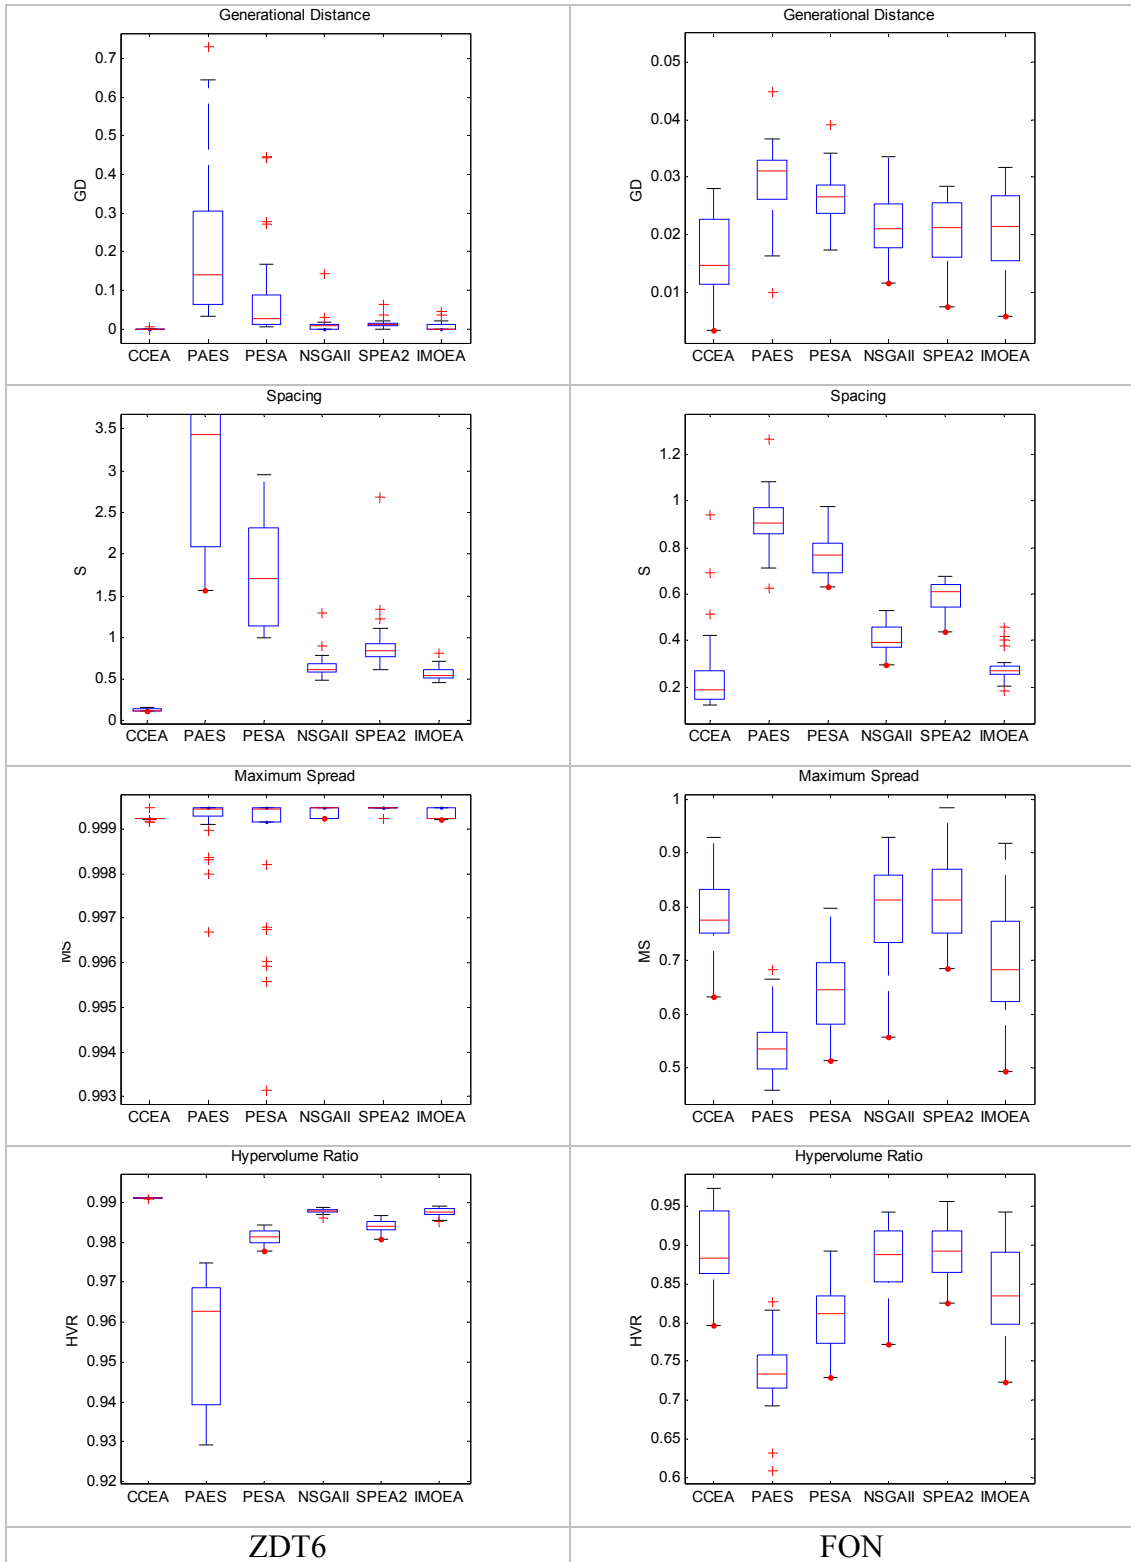 Generational Distance
0.7
0.6
0.5
0.4
0.3
0.2
0.1
0
GD
CCEA PAES PESA NSGAII SPEA2 IMOEA
Generational Distance
0.05
0.04
0.03
0.02
0.01
GD
CCEA PAES PESA NSGAII SPEA2 IMOEA
Spacing
3.5
3
2.5
2
1.5
1
0.5
0
S
CCEA PAES PESA NSGAII SPEA2 IMOEA
Spacing
1.2
1
0.8
0.6
0.4
0.2
S
CCEA PAES PESA NSGAII SPEA2 IMOEA
Maximum Spread
0.999
0.998
0.997
0.996
0.995
0.994
0.993
MS
CCEA PAES PESA NSGAII SPEA2 IMOEA
Maximum Spread
1
0.9
0.8
0.7
0.6
0.5
MS
CCEA PAES PESA NSGAII SPEA2 IMOEA
Hypervolume Ratio
0.99
0.98
0.97
0.96
0.95
0.94
0.93
0.92
HVR
CCEA PAES PESA NSGAII SPEA2 IMOEA
Hypervolume Ratio
0.95
0.9
0.85
0.8
0.75
0.7
0.65
0.6
HVR
CCEA PAES PESA NSGAII SPEA2 IMOEA
ZDT6
FON